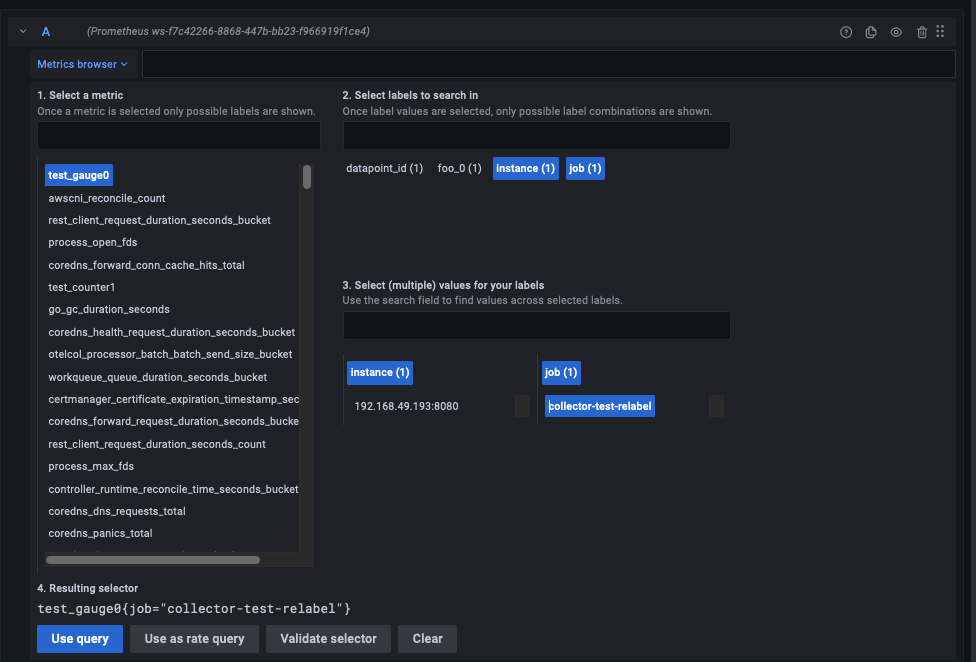 A (Prometheus ws-f7c42266-8868-447b-bb23-f966919f1ce4)
Metrics browser
1. Select a metric
Once a metric is selected only possible labels are shown.
test_gauge0
awscni_reconcile_count
rest_client_request_duration_seconds_bucket
process_open_fds
coredns_forward_conn_cache_hits_total
test_counter1
go_gc_duration_seconds
coredns_health_request_duration_seconds_bucket
otelcol_processor_batch_batch_send_size_bucket
workqueue_queue_duration_seconds_bucket
certmanager_certificate_expiration_timestamp_sec
coredns_forward_request_duration_seconds_bucke
rest_client_request_duration_seconds_count
process_max_fds
controller_runtime_reconcile_time_seconds_bucket
coredns_dns_requests_total
coredns_panics_total
2. Select labels to search in
Once label values are selected, only possible label combinations are shown.
datapoint_id (1) foo_0 (1) instance (1) job (1)
3. Select (multiple) values for your labels
Use the search field to find values across selected labels.
instance (1) job (1)
192.168.49.193:8080 collector-test-relabel
4. Resulting selector
test_gauge0{job="collector-test-relabel"}
Use query Use as rate query Validate selector Clear